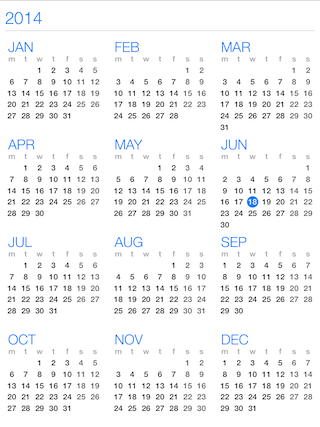 2014
JAN
m t w t f s s
1 2 3 4 5
6 7 8 9 10 11 12
13 14 15 16 17 18 19
20 21 22 23 24 25 26
27 28 29 30 31
FEB
m t w t f s s
1 2
3 4 5 6 7 8 9
10 11 12 13 14 15 16
17 18 19 20 21 22 23
24 25 26 27 28
MAR
m t w t f s s
1 2
3 4 5 6 7 8 9
10 11 12 13 14 15 16
17 18 19 20 21 22 23
24 25 26 27 28 29 30
31
APR
m t w t f s s
1 2 3 4 5 6
7 8 9 10 11 12 13
14 15 16 17 18 19 20
21 22 23 24 25 26 27
28 29 30
MAY
m t w t f s s
1 2 3 4
5 6 7 8 9 10 11
12 13 14 15 16 17 18
19 20 21 22 23 24 25
26 27 28 29 30 31
JUN
m t w t f s s
1
2 3 4 5 6 7 8
9 10 11 12 13 14 15
16 17 18 19 20 21 22
23 24 25 26 27 28 29
30
JUL
m t w t f s s
1 2 3 4 5 6
7 8 9 10 11 12 13
14 15 16 17 18 19 20
21 22 23 24 25 26 27
28 29 30 31
AUG
m t w t f s s
1 2 3
4 5 6 7 8 9 10
11 12 13 14 15 16 17
18 19 20 21 22 23 24
25 26 27 28 29 30 31
SEP
m t w t f s s
1 2 3 4 5 6 7
8 9 10 11 12 13 14
15 16 17 18 19 20 21
22 23 24 25 26 27 28
29 30
OCT
m t w t f s s
1 2 3 4 5
6 7 8 9 10 11 12
13 14 15 16 17 18 19
20 21 22 23 24 25 26
27 28 29 30 31
NOV
m t w t f s s
1 2
3 4 5 6 7 8 9
10 11 12 13 14 15 16
17 18 19 20 21 22 23
24 25 26 27 28 29 30
DEC
m t w t f s s
1 2 3 4 5 6 7
8 9 10 11 12 13 14
15 16 17 18 19 20 21
22 23 24 25 26 27 28
29 30 31